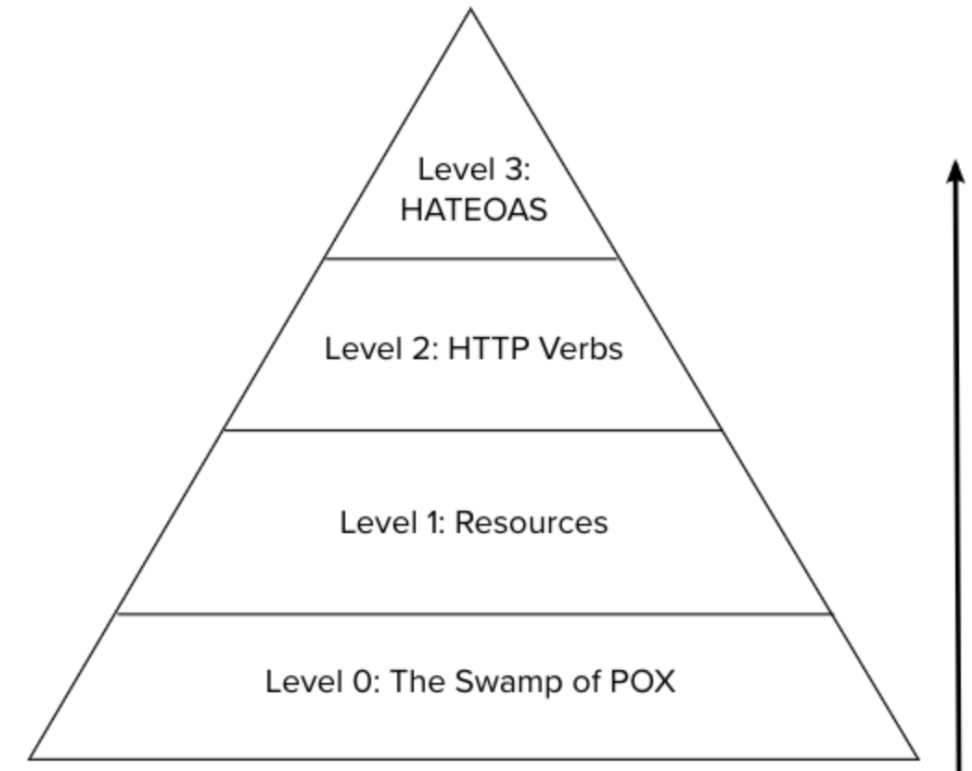 Level 3:
HATEOAS
Level 2: HTTP Verbs
Level 1: Resources
Level 0: The Swamp of POX